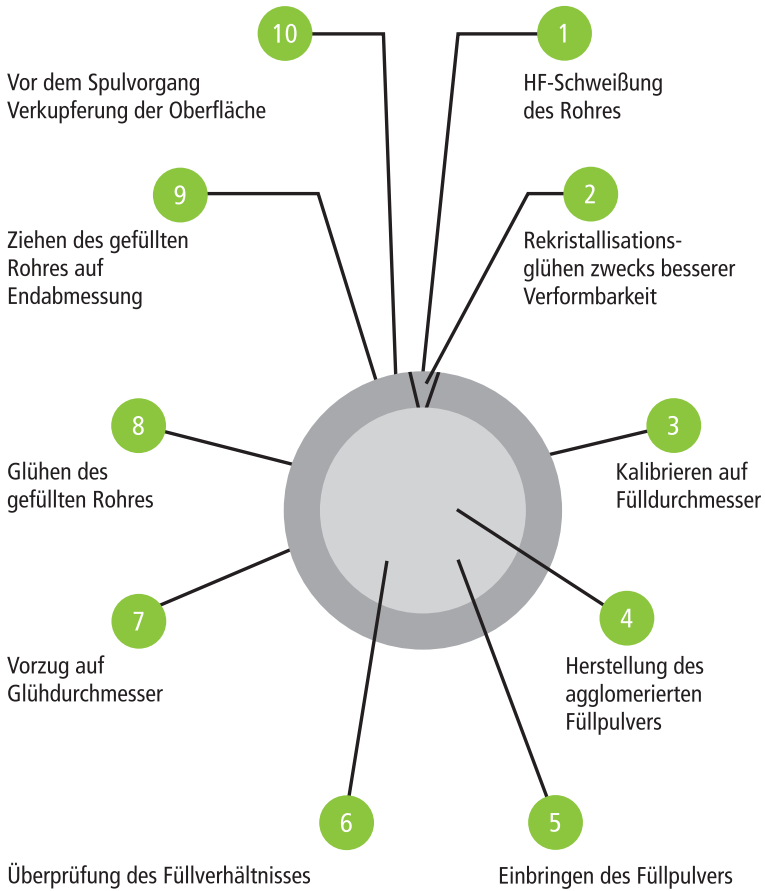 1
HF-Schweißung
des Rohres
2
Rekristallisations-
glühen zwecks besserer
Verformbarkeit
3
Kalibrieren auf
Fülldurchmesser
4
Herstellung des
agglomerierten
Füllpulvers
5
Einbringen des Füllpulvers
6
Überprüfung des Füllverhältnisses
7
Vorzug auf
Glühdurchmesser
8
Glühen des
gefüllten Rohres
9
Ziehen des gefüllten
Rohres auf
Endabmessung
10
Vor dem Spulvorgang
Verkupferung der Oberfläche